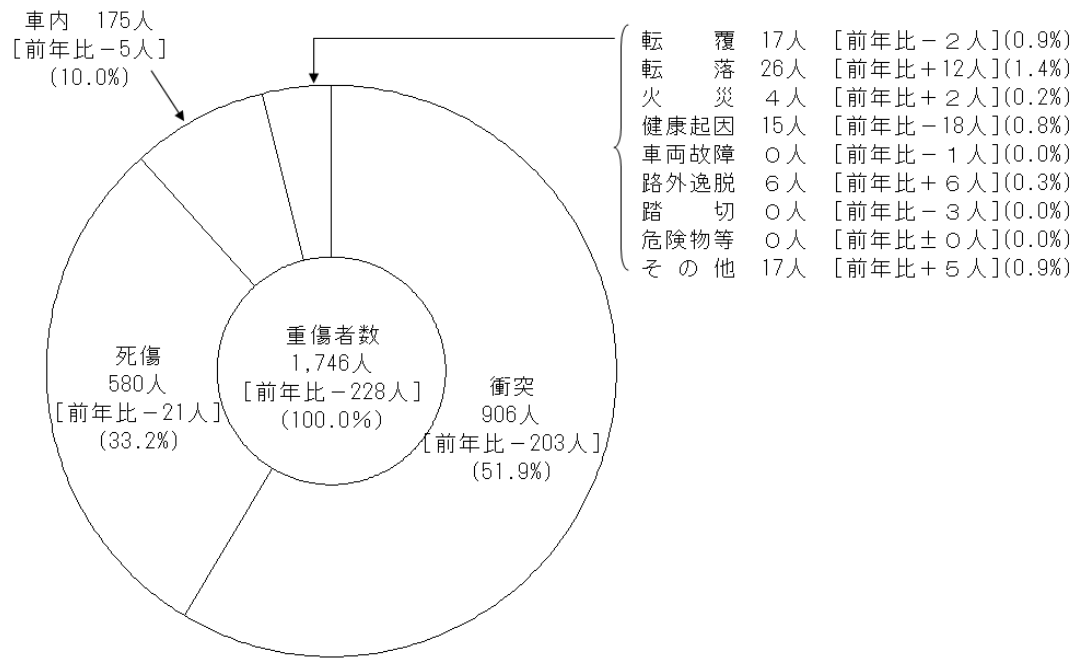 車内 175人
[前年比－5人]
(10.0%)
転覆 17人 [前年比－２人](0.9%)
転落 26人 [前年比＋12人](1.4%)
火災 ４人 [前年比＋２人](0.2%)
健康起因 15人 [前年比－18人](0.8%)
車両故障 ０人 [前年比－１人](0.0%)
路外逸脱 ６人 [前年比＋６人](0.3%)
踏切 ０人 [前年比－３人](0.0%)
危険物等 ０人 [前年比±０人](0.0%)
その他 17人 [前年比＋５人](0.9%)
重傷者数
1,746人
[前年比－228人]
(100.0%)
死傷
580人
[前年比－21人]
(33.2%)
衝突
906人
[前年比－203人]
(51.9%)